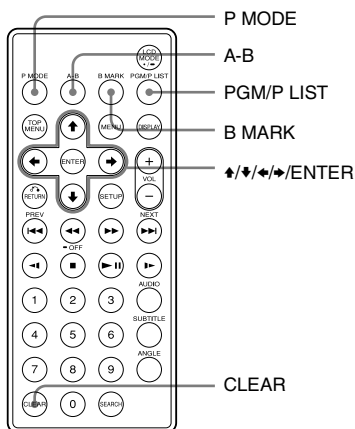 P MODE
A-B
PGM/P LIST
B MARK
↑/↓/←/→/ENTER
CLEAR
LCD
MODE
•/–
P MODE A-B B MARK PGM/P LIST
TOP
MENU
MENU
DISPLAY
ENTER
+
VOL
–
RETURN
SETUP
PREV
NEXT
– OFF
AUDIO
1 2 3
SUBTITLE
4 5 6
ANGLE
7 8 9
CLEAR 0 SEARCH